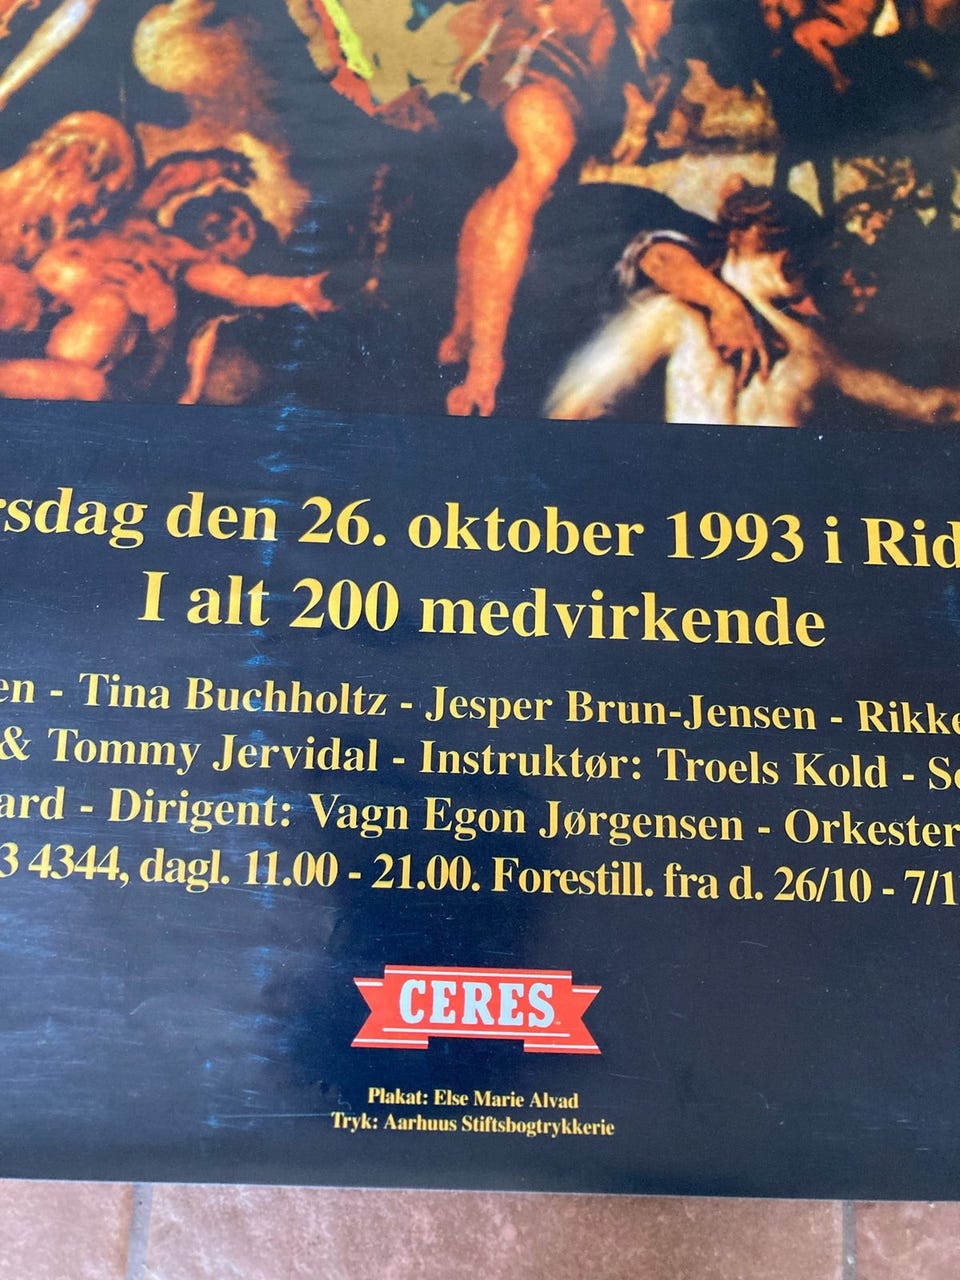 rsdag den 26. oktober 1993 i Rid
I alt 200 medvirkende
en - Tina Buchholtz - Jesper Brun-Jensen - Rikke
& Tommy Jervidal - Instruktør: Troels Kold - S
ard - Dirigent: Vagn Egon Jørgensen - Orkester
3 4344, dagl. 11.00 - 21.00. Forestill. fra d. 26/10 - 7/1
CERES
Plakat: Else Marie Alvad
Tryk: Aarhuus Stiftsbogtrykkerie